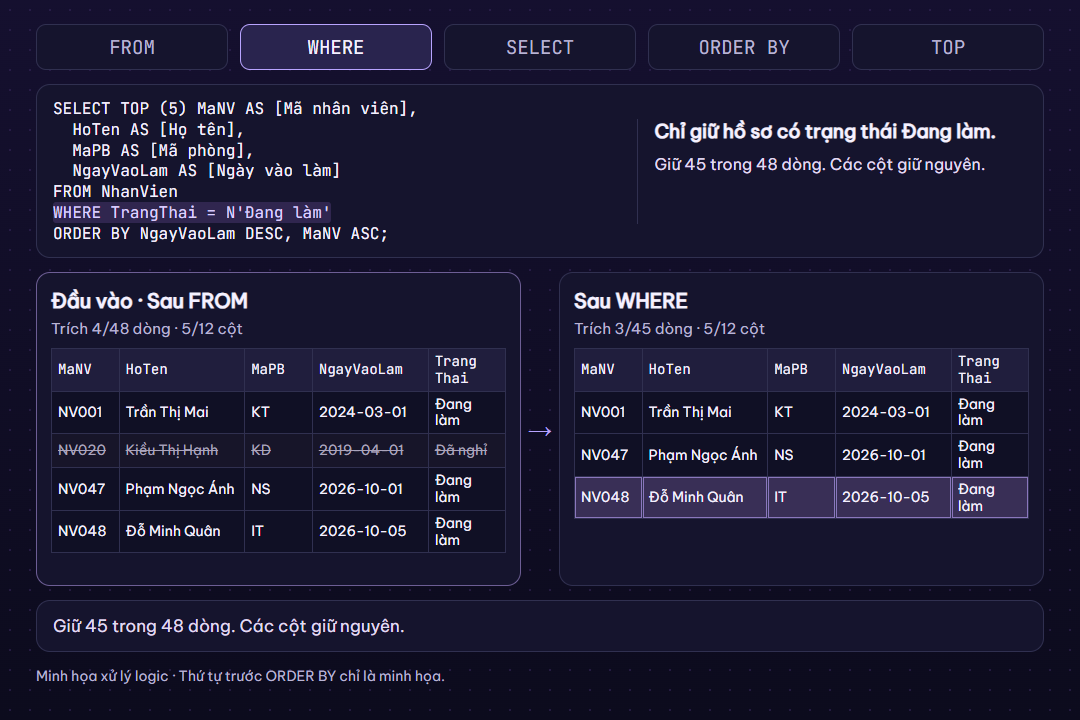 FROM
WHERE
SELECT
ORDER BY
TOP
SELECT TOP (5) MaNV AS [Mã nhân viên],
HoTen AS [Họ tên],
MaPB AS [Mã phòng],
NgayVaoLam AS [Ngày vào làm]
FROM NhanVien
WHERE TrangThai = N'Đang làm'
ORDER BY NgayVaoLam DESC, MaNV ASC;
Chỉ giữ hồ sơ có trạng thái Đang làm.
Giữ 45 trong 48 dòng. Các cột giữ nguyên.
Đầu vào · Sau FROM
Trích 4/48 dòng · 5/12 cột
MaNV HoTen MaPB NgayVaoLam Trang
Thai
NV001 Trần Thị Mai KT 2024-03-01 Đang
làm
NV020 Kiều Thị Hạnh KD 2019-04-01 Đã nghỉ
NV047 Phạm Ngọc Ánh NS 2026-10-01 Đang
làm
NV048 Đỗ Minh Quân IT 2026-10-05 Đang
làm
→
Sau WHERE
Trích 3/45 dòng · 5/12 cột
MaNV HoTen MaPB NgayVaoLam Trang
Thai
NV001 Trần Thị Mai KT 2024-03-01 Đang
làm
NV047 Phạm Ngọc Ánh NS 2026-10-01 Đang
làm
NV048 Đỗ Minh Quân IT 2026-10-05 Đang
làm
Giữ 45 trong 48 dòng. Các cột giữ nguyên.
Minh họa xử lý logic · Thứ tự trước ORDER BY chỉ là minh họa.